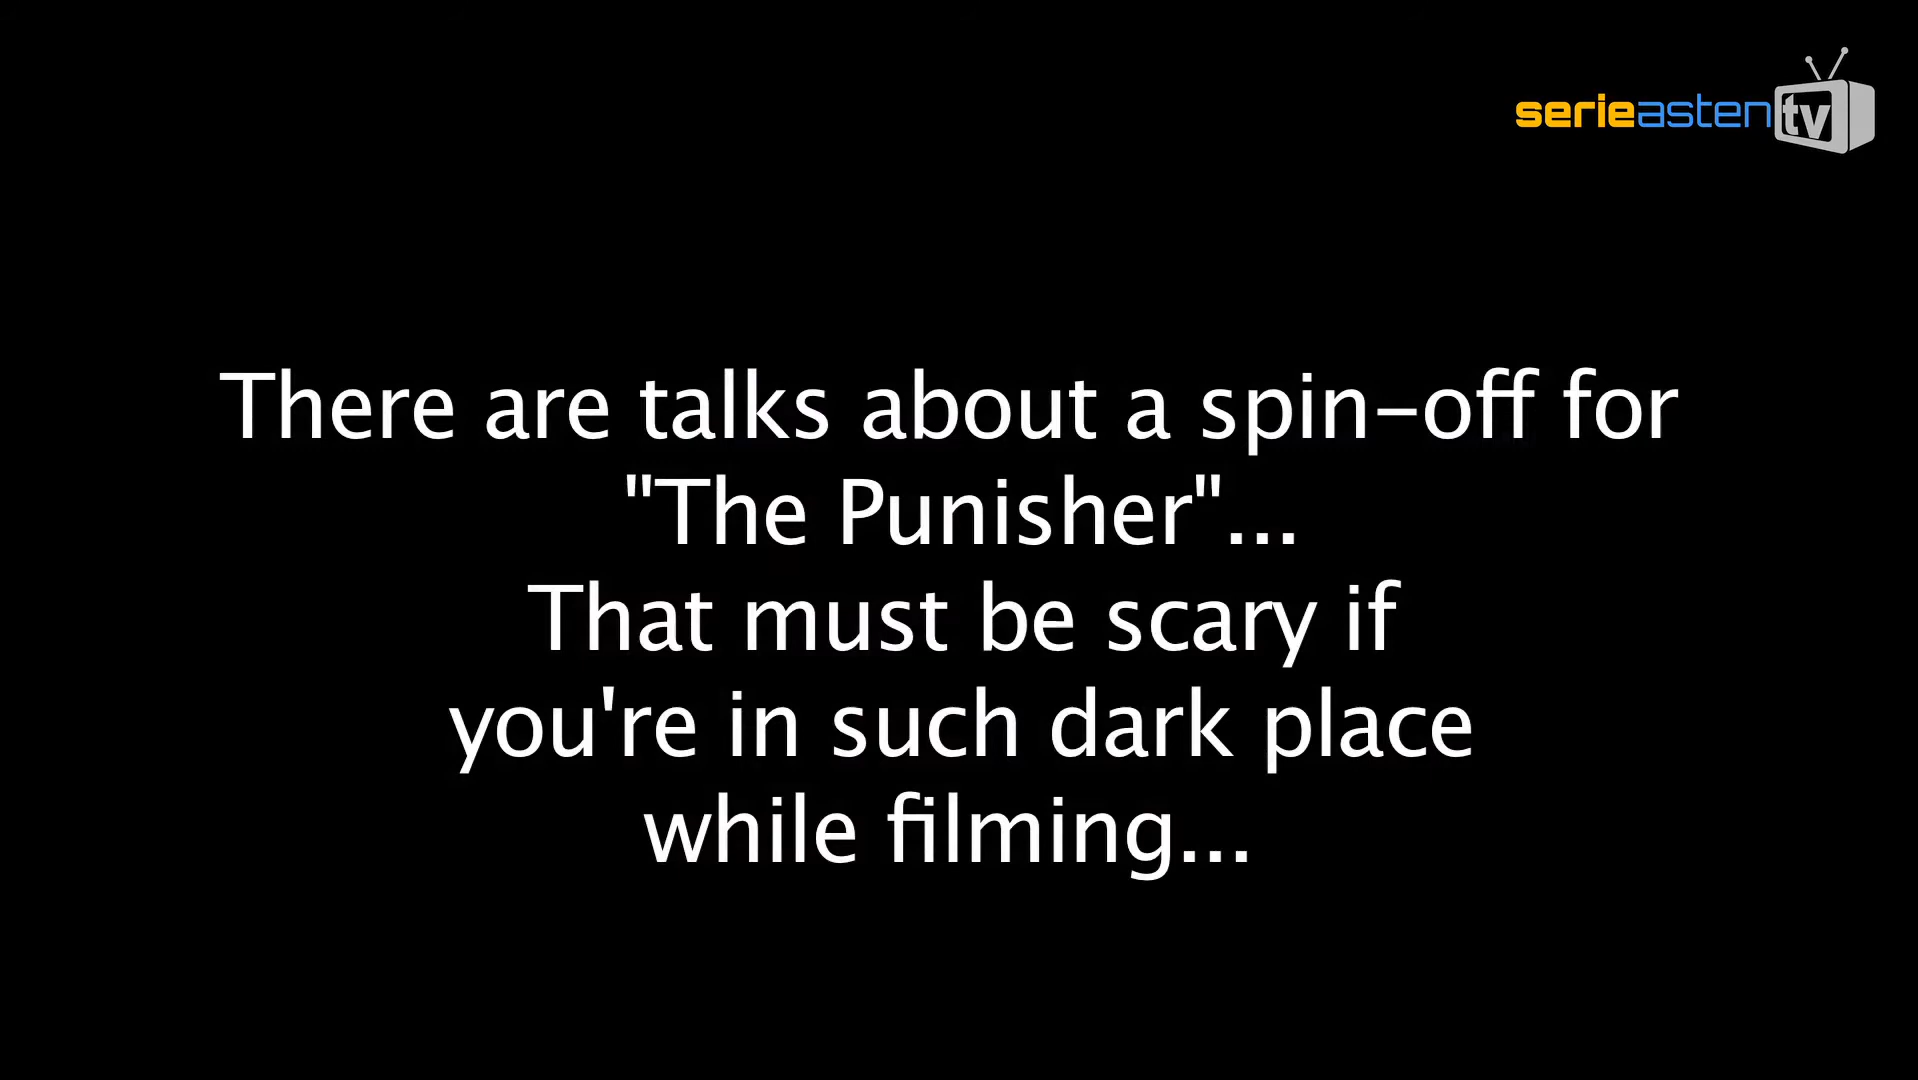 serieastentv
There are talks about a spin-off for
"The Punisher"...
That must be scary if
you're in such dark place
while filming...